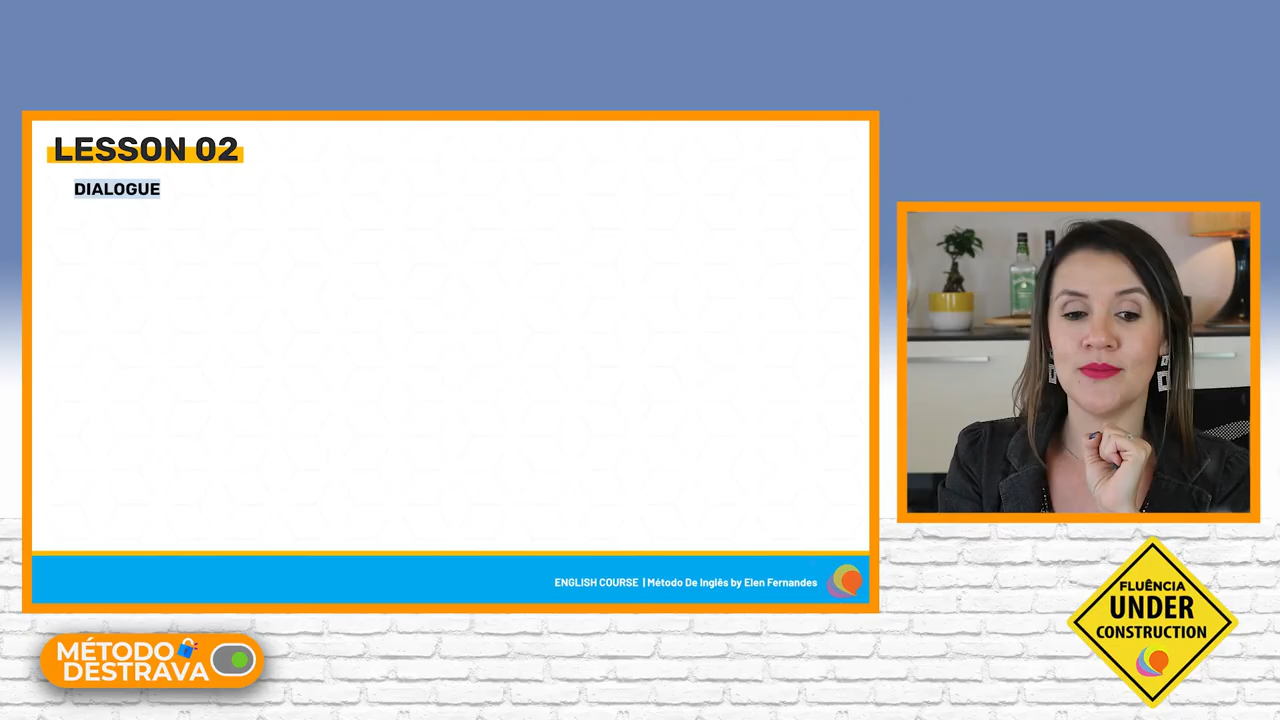 LESSON 02
DIALOGUE
ENGLISH COURSE | Método De Inglês by Elen Fernandes
MÉTODO
DESTRAVA
FLUÊNCIA
UNDER
CONSTRUCTION